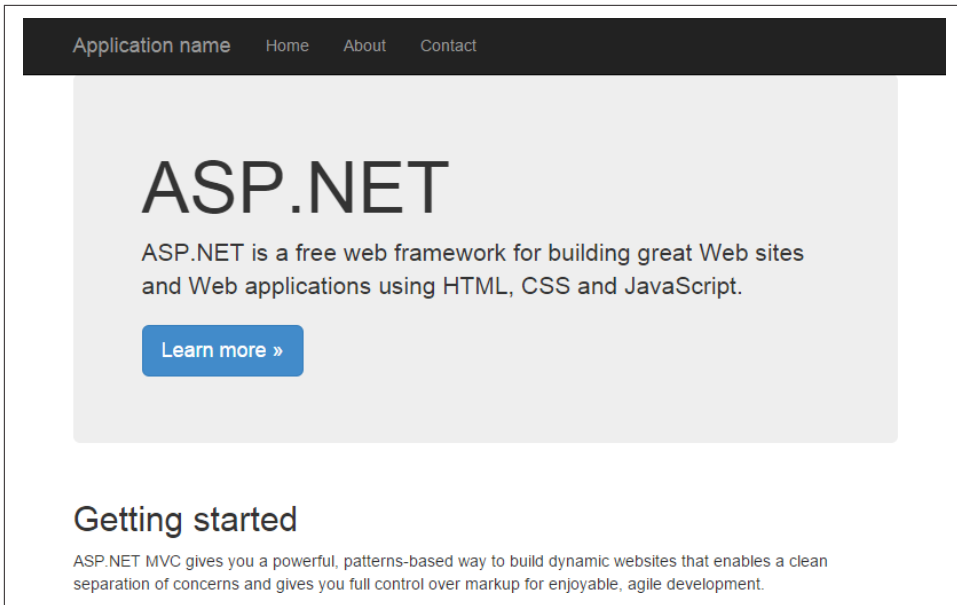 Application name Home About Contact
ASP.NET
ASP.NET is a free web framework for building great Web sites
and Web applications using HTML, CSS and JavaScript.
Learn more »
Getting started
ASP.NET MVC gives you a powerful, patterns-based way to build dynamic websites that enables a clean
separation of concerns and gives you full control over markup for enjoyable, agile development.